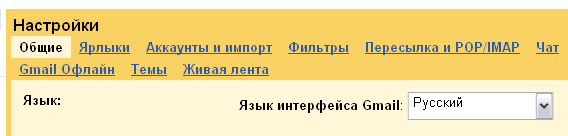 Настройки
Общие Ярлыки Аккаунты и импорт Фильтры Пересылка и POP/IMAP Чат
Gmail Офлайн Темы Живая лента
Язык: Язык интерфейса Gmail: Русский